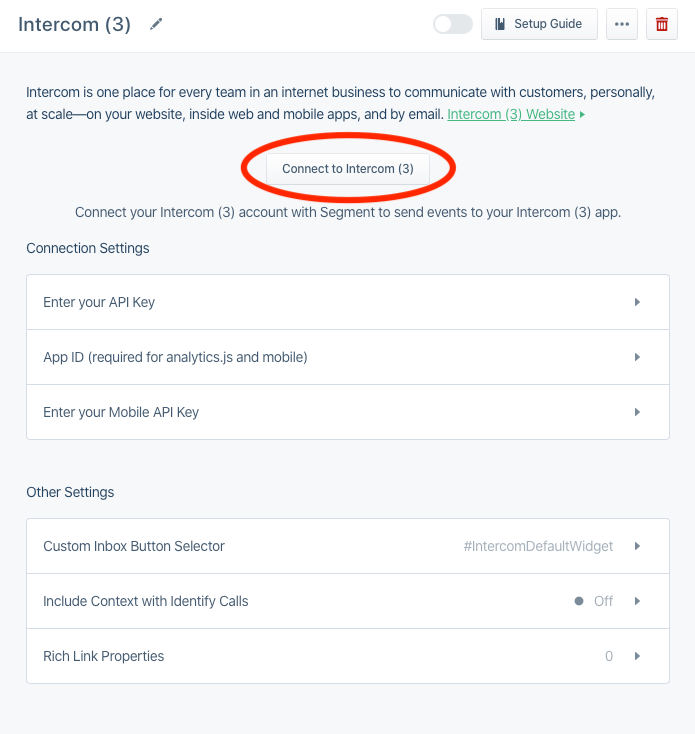 Intercom (3)
Setup Guide
Intercom is one place for every team in an internet business to communicate with customers, personally,
at scale—on your website, inside web and mobile apps, and by email. Intercom (3) Website
Connect to Intercom (3)
Connect your Intercom (3) account with Segment to send events to your Intercom (3) app.
Connection Settings
Enter your API Key
App ID (required for analytics.js and mobile)
Enter your Mobile API Key
Other Settings
Custom Inbox Button Selector #IntercomDefaultWidget
Include Context with Identify Calls Off
Rich Link Properties 0